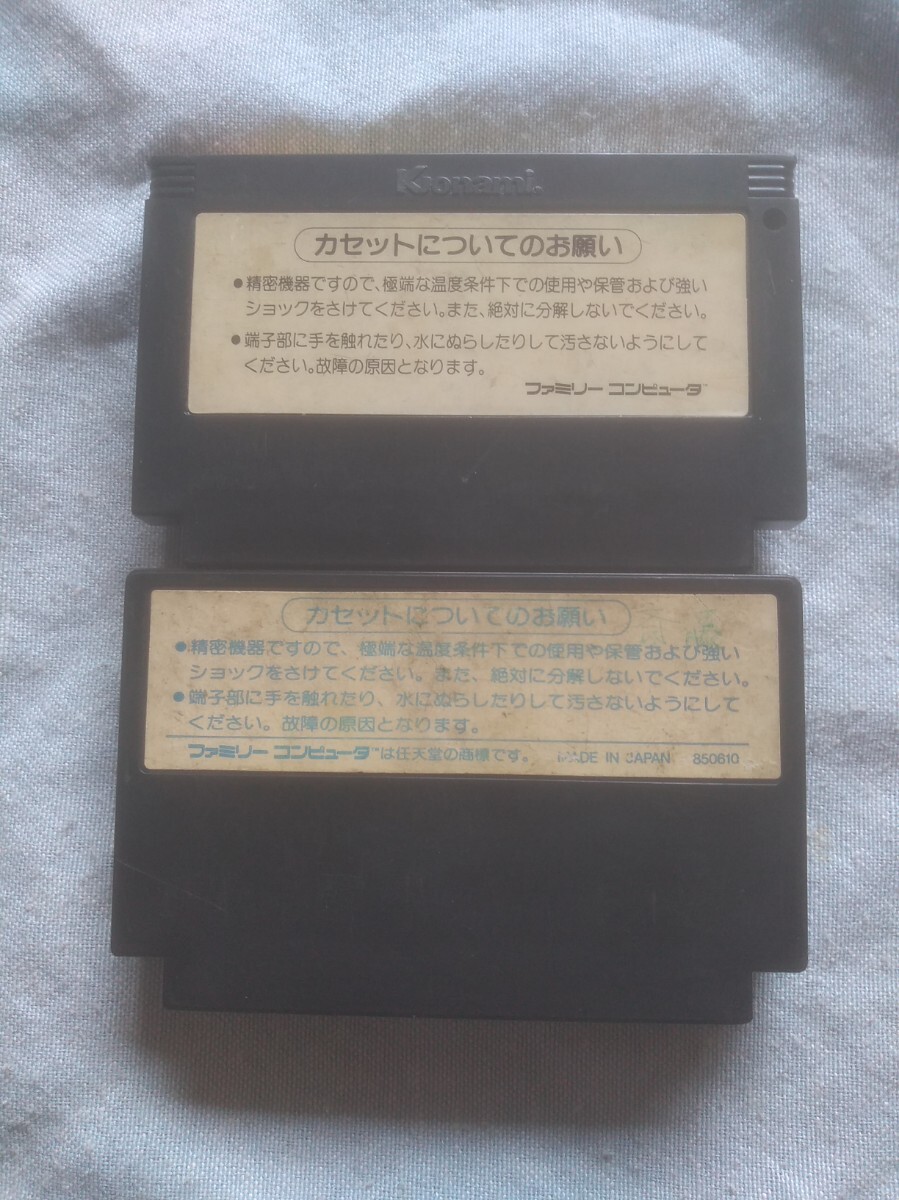 Konami.
カセットについてのお願い
●精密機器ですので、極端な温度条件下での使用や保管および強い
ショックをさけてください。また、絶対に分解しないでください。
●端子部に手を触れたり、水にぬらしたりして汚さないようにして
ください。故障の原因となります。
ファミリー コンピュータ™
カセットについてのお願い
●精密機器ですので、極端な温度条件下での使用や保管および強い
ショックをさけてください。また、絶対に分解しないでください。
●端子部に手を触れたり、水にぬらしたりして汚さないようにして
ください。故障の原因となります。
ファミリー コンピュータ™は任天堂の商標です。 MADE IN JAPAN 850610